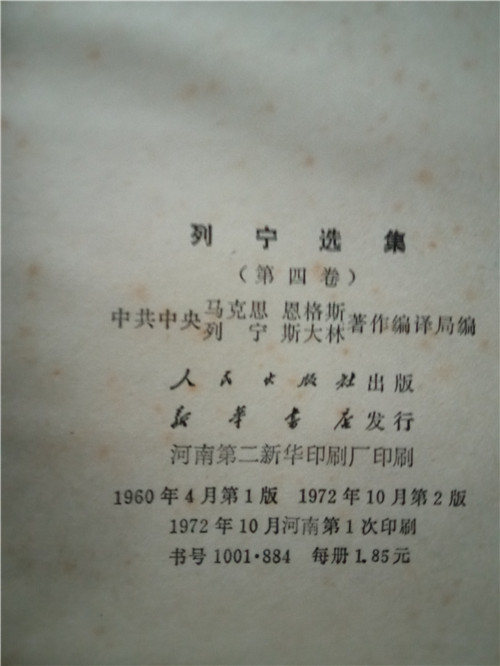 列宁选集
（第四卷）
中共中央马克思 恩格斯列宁 斯大林著作编译局编
人民出版社出版
新华书店发行
河南第二新华印刷厂印刷
1960年4月第1版 1972年10月第2版
1972年10月河南第1次印刷
书号1001·884 每册1.85元